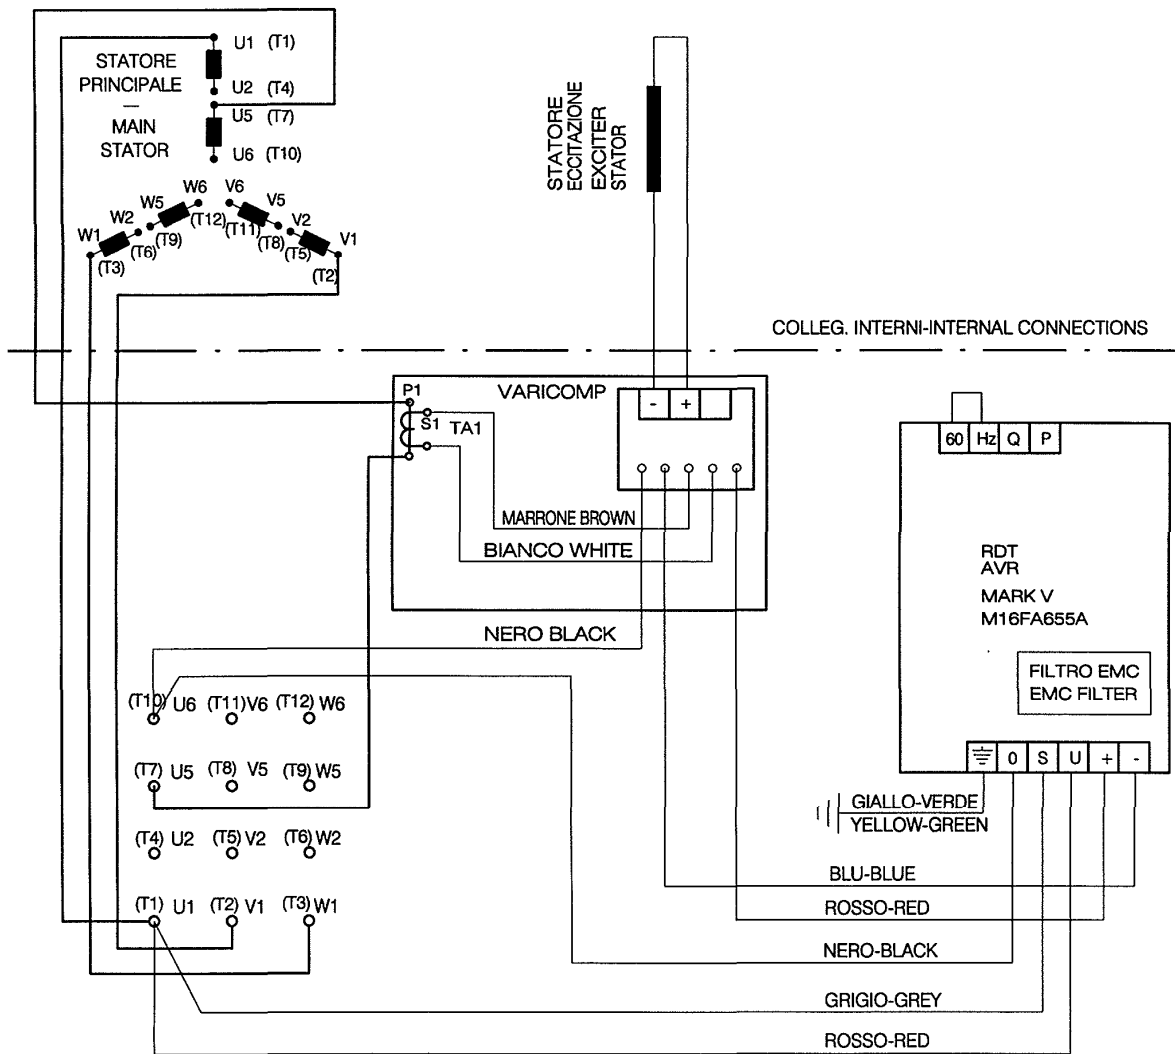 U1 (T1)
STATORE
PRINCIPALE
—
MAIN
STATOR
U2 (T4)
U5 (T7)
U6 (T10)
W6
V6
W5
V5
W2
V2
W1
V1
(T12)
(T11)
(T9)
(T8)
(T6)
(T5)
(T3)
(T2)
STATORE
ECCITAZIONE
EXCITER
STATOR
COLLEG. INTERNI-INTERNAL CONNECTIONS
P1
VARICOMP
- +
S1 TA1
60 Hz Q P
MARRONE BROWN
BIANCO WHITE
RDT
AVR
MARK V
M16FA655A
NERO BLACK
FILTRO EMC
EMC FILTER
(T10) U6 (T11) V6 (T12) W6
0 S U + -
(T7) U5 (T8) V5 (T9) W5
GIALLO-VERDE
YELLOW-GREEN
(T4) U2 (T5) V2 (T6) W2
BLU-BLUE
(T1) U1 (T2) V1 (T3) W1
ROSSO-RED
NERO-BLACK
GRIGIO-GREY
ROSSO-RED